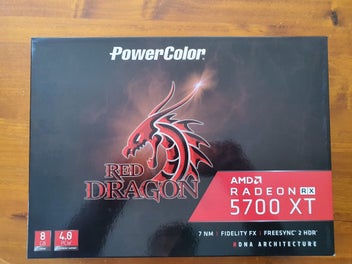 PowerColor
RED
DRAGON
AMD
RADEON RX
5700 XT
7 NM | FIDELITY FX | FREESYNC 2 HDR
RDNA ARCHITECTURE
8
GB
4.0
PCIe